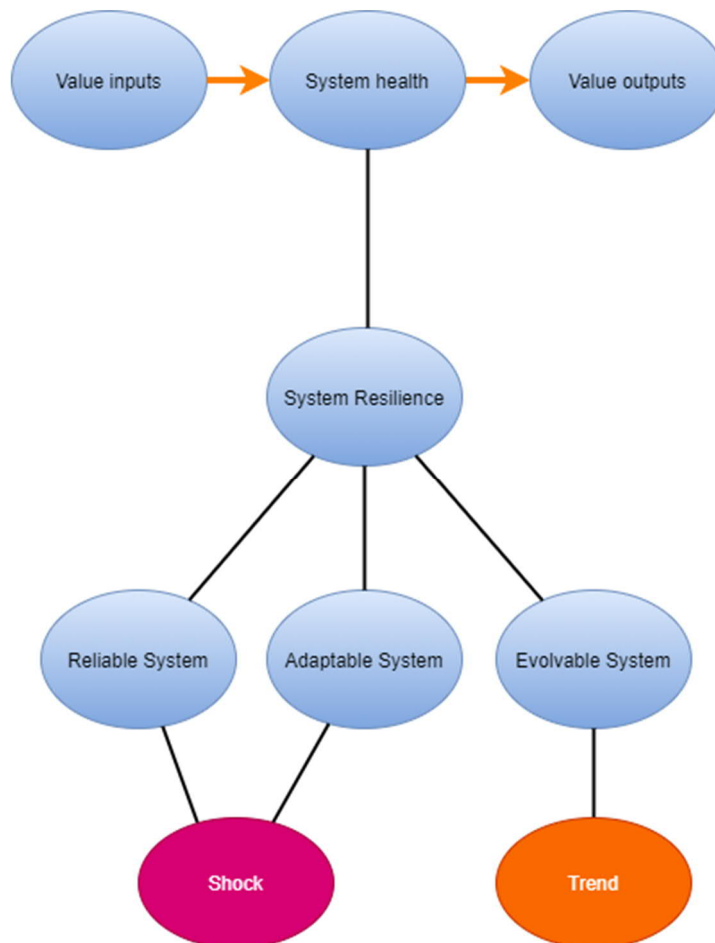 Value inputs
System health
Value outputs
System Resilience
Reliable System
Adaptable System
Evolvable System
Shock
Trend